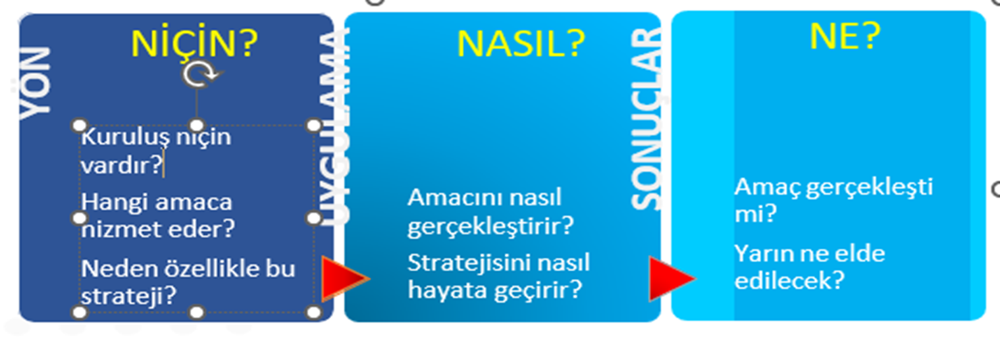 YÖN
NİÇİN?
Kuruluş niçin
vardır?
Hangi amaca
hizmet eder?
Neden özellikle bu
strateji?
UYGULAMA
NASIL?
Amacını nasıl
gerçekleştirir?
Stratejisini nasıl
hayata geçirir?
SONUÇLAR
NE?
Amaç gerçekleşti
mi?
Yarın ne elde
edilecek?